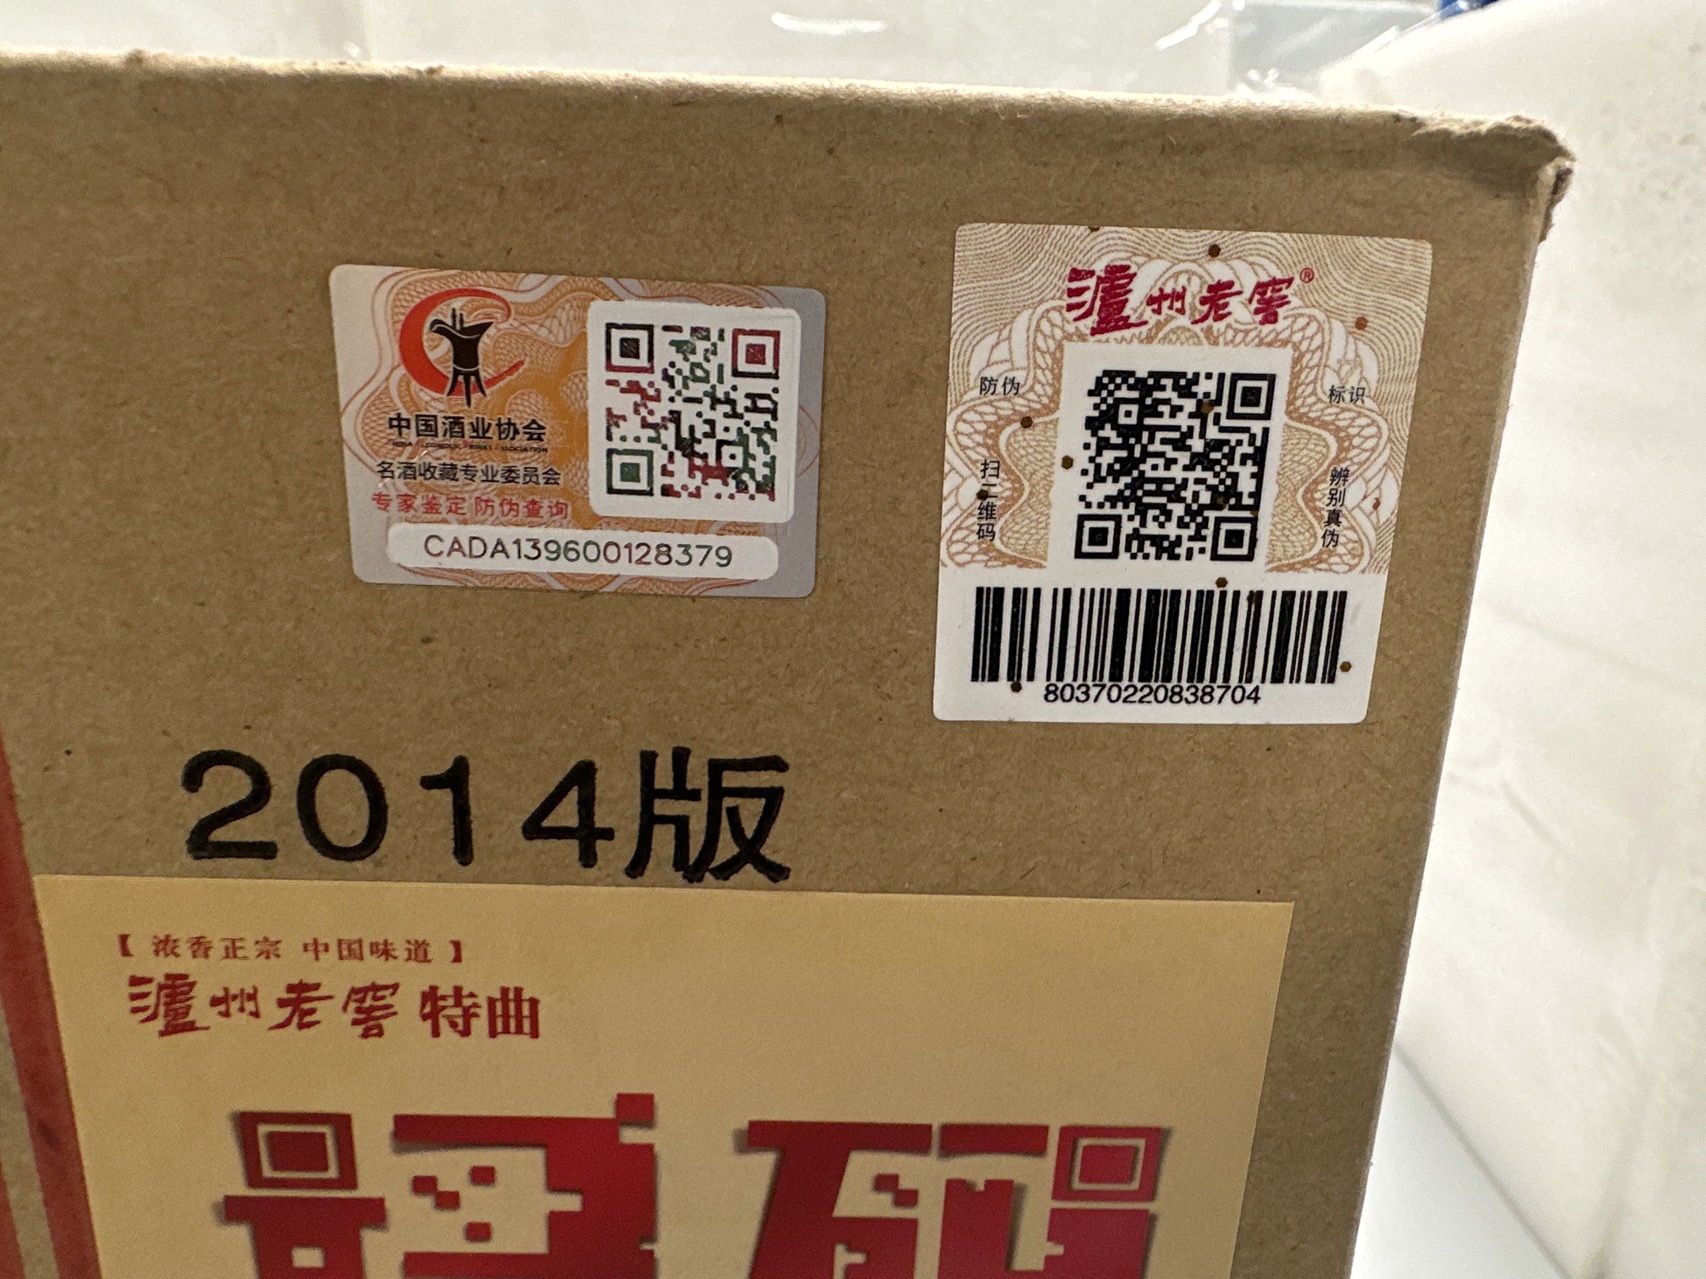 中国酒业协会
名酒收藏专业委员会
专家鉴定 防伪查询
CADA139600128379
泸州老窖®
防伪 标识
扫二维码
辨别真伪
80370220838704
2014版
【 浓香正宗 中国味道 】
泸州老窖 特曲